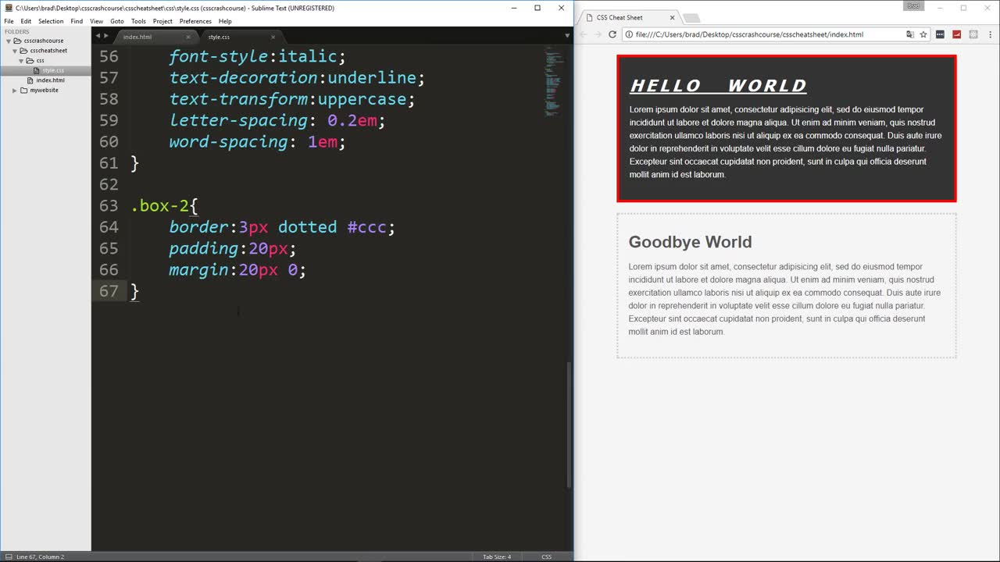 C:\Users\brad\Desktop\csscrashcourse\csscheatsheet\css\style.css (csscrashcourse) - Sublime Text (UNREGISTERED)
File Edit Selection Find View Goto Tools Project Preferences Help
FOLDERS
csscrashcourse
csscheatsheet
css
style.css
index.html
mywebsite
index.html
style.css
56 font-style:italic;
57 text-decoration:underline;
58 text-transform:uppercase;
59 letter-spacing: 0.2em;
60 word-spacing: 1em;
61 }
62
63 .box-2{
64 border:3px dotted #ccc;
65 padding:20px;
66 margin:20px 0;
67 }
Line 67, Column 2
Tab Size: 4
CSS
Brad
CSS Cheat Sheet
file:///C:/Users/brad/Desktop/csscrashcourse/csscheatsheet/index.html
HELLO WORLD
Lorem ipsum dolor sit amet, consectetur adipisicing elit, sed do eiusmod tempor
incididunt ut labore et dolore magna aliqua. Ut enim ad minim veniam, quis nostrud
exercitation ullamco laboris nisi ut aliquip ex ea commodo consequat. Duis aute irure
dolor in reprehenderit in voluptate velit esse cillum dolore eu fugiat nulla pariatur.
Excepteur sint occaecat cupidatat non proident, sunt in culpa qui officia deserunt
mollit anim id est laborum.
Goodbye World
Lorem ipsum dolor sit amet, consectetur adipisicing elit, sed do eiusmod tempor
incididunt ut labore et dolore magna aliqua. Ut enim ad minim veniam, quis nostrud
exercitation ullamco laboris nisi ut aliquip ex ea commodo consequat. Duis aute irure
dolor in reprehenderit in voluptate velit esse cillum dolore eu fugiat nulla pariatur.
Excepteur sint occaecat cupidatat non proident, sunt in culpa qui officia deserunt
mollit anim id est laborum.